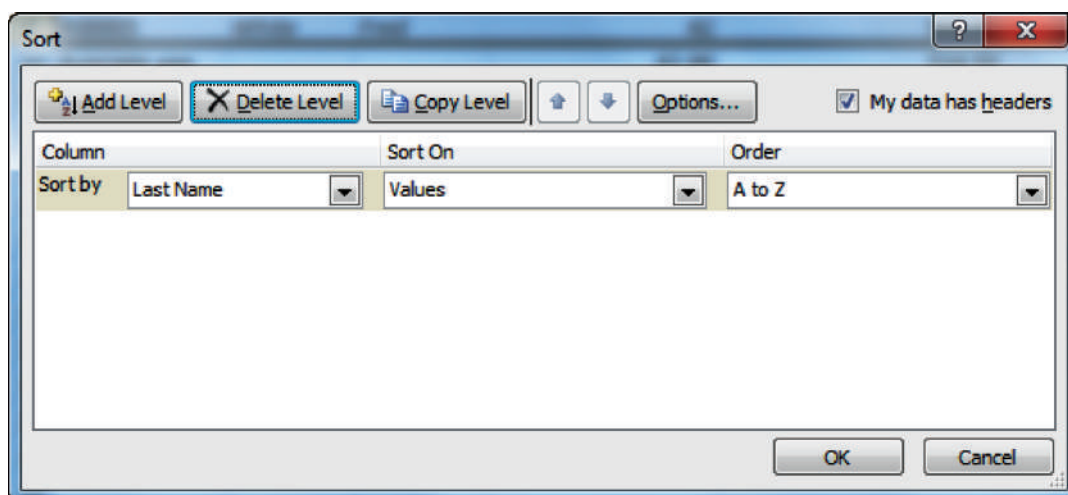 Sort
Add Level Delete Level Copy Level Options... My data has headers
Column Sort On Order
Sort by Last Name Values A to Z
OK Cancel